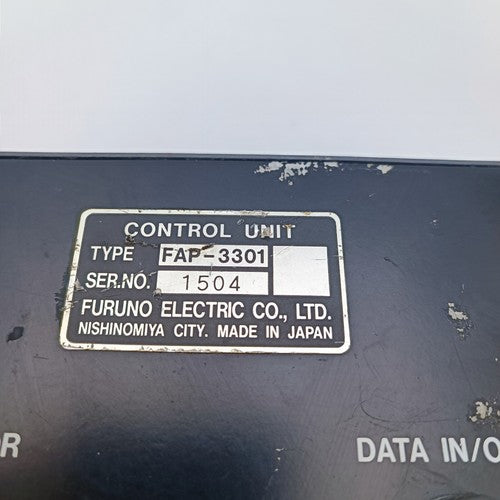 CONTROL UNIT
TYPE FAP-3301
SER.NO. 1504
FURUNO ELECTRIC CO., LTD.
NISHINOMIYA CITY. MADE IN JAPAN
OR DATA IN/O